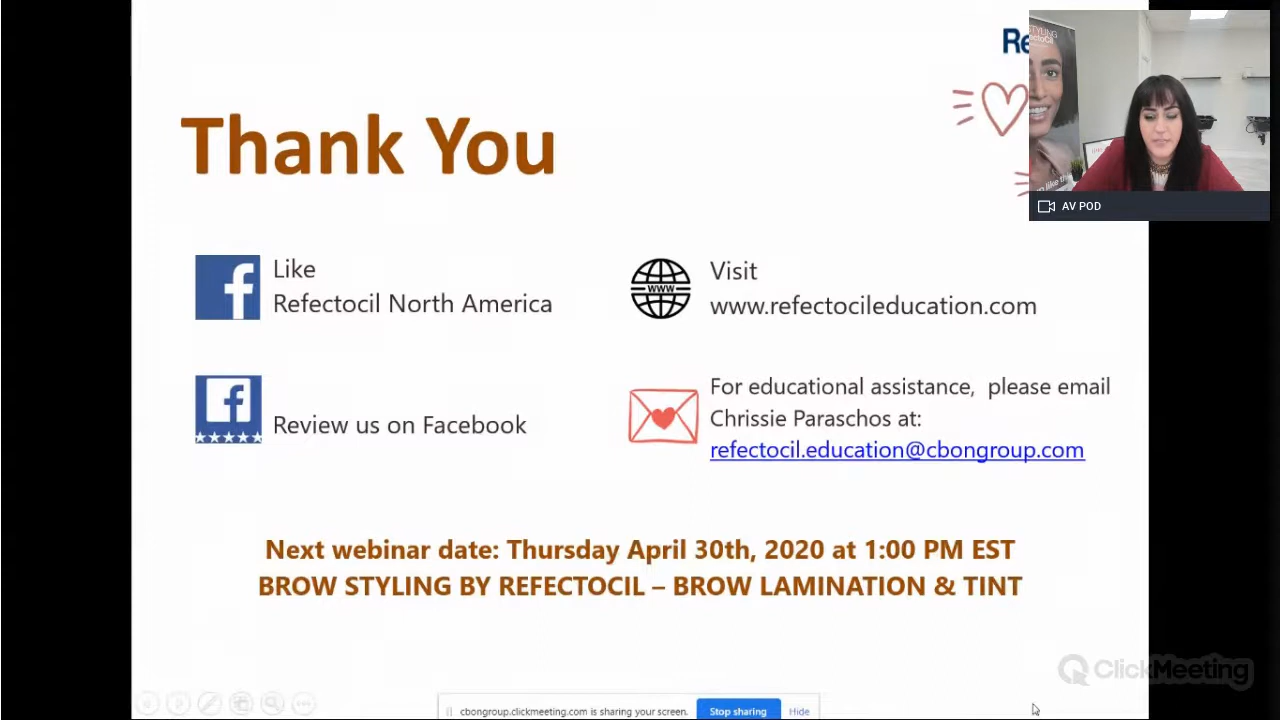 Thank You
Like
Refectocil North America
Visit
www.refectocileducation.com
WWW
Review us on Facebook
For educational assistance, please email
Chrissie Paraschos at:
refectocil.education@cbongroup.com
Next webinar date: Thursday April 30th, 2020 at 1:00 PM EST
BROW STYLING BY REFECTOCIL – BROW LAMINATION & TINT
Re
STYLING
AV POD
ClickMeeting
cbongroup.clickmeeting.com is sharing your screen.
Stop sharing
Hide